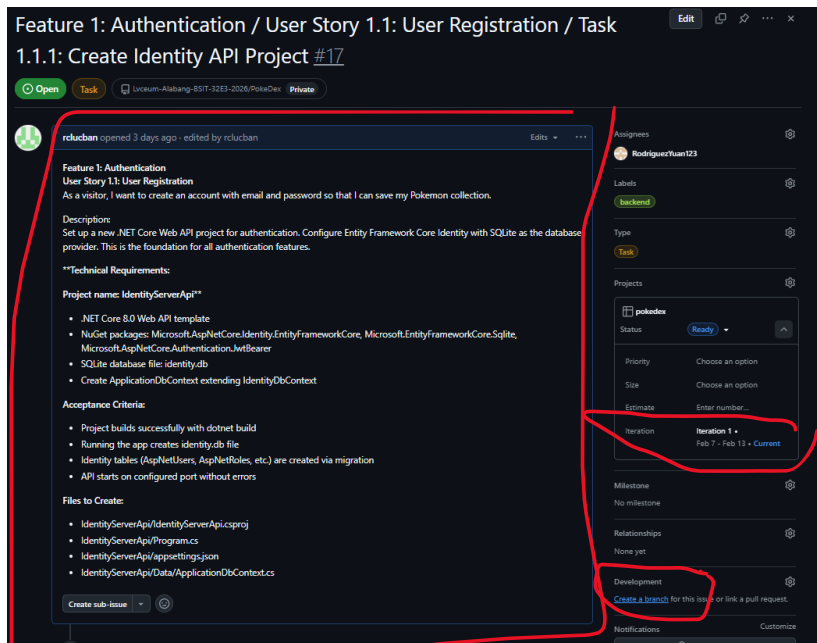 Feature 1: Authentication / User Story 1.1: User Registration / Task
1.1.1: Create Identity API Project #17
Edit
Open
Task
Lyceum-Alabang-BSIT-32E3-2026/PokeDex Private
rclucban opened 3 days ago · edited by rclucban
Edits
Feature 1: Authentication
User Story 1.1: User Registration
As a visitor, I want to create an account with email and password so that I can save my Pokemon collection.
Description:
Set up a new .NET Core Web API project for authentication. Configure Entity Framework Core Identity with SQLite as the database
provider. This is the foundation for all authentication features.
**Technical Requirements:
Project name: IdentityServerApi**
• .NET Core 8.0 Web API template
• NuGet packages: Microsoft.AspNetCore.Identity.EntityFrameworkCore, Microsoft.EntityFrameworkCore.Sqlite,
Microsoft.AspNetCore.Authentication.JwtBearer
• SQLite database file: identity.db
• Create ApplicationDbContext extending IdentityDbContext
Acceptance Criteria:
• Project builds successfully with dotnet build
• Running the app creates identity.db file
• Identity tables (AspNetUsers, AspNetRoles, etc.) are created via migration
• API starts on configured port without errors
Files to Create:
• IdentityServerApi/IdentityServerApi.csproj
• IdentityServerApi/Program.cs
• IdentityServerApi/appsettings.json
• IdentityServerApi/Data/ApplicationDbContext.cs
Create sub-issue
Assignees
RodriguezYuan123
Labels
backend
Type
Task
Projects
pokedex
Status Ready
Priority Choose an option
Size Choose an option
Estimate Enter number...
Iteration Iteration 1 •
Feb 7 - Feb 13 • Current
Milestone
No milestone
Relationships
None yet
Development
Create a branch for this issue or link a pull request.
Notifications Customize